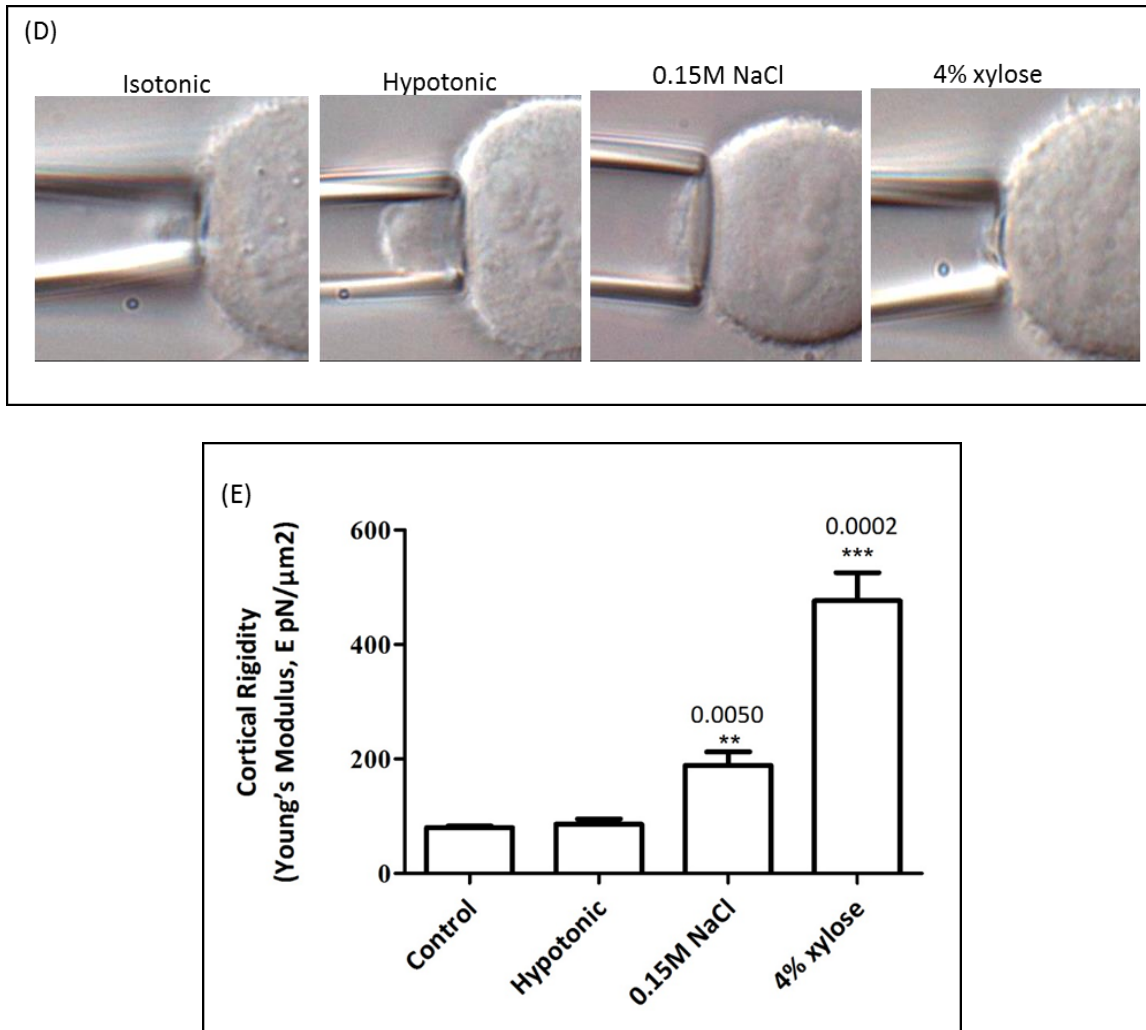 (D)
Isotonic Hypotonic 0.15M NaCl 4% xylose
(E)
Cortical Rigidity
(Young's Modulus, E pN/μm2)
600
400
200
0
0.0050
**
0.0002
***
Control
Hypotonic
0.15M NaCl
4% xylose